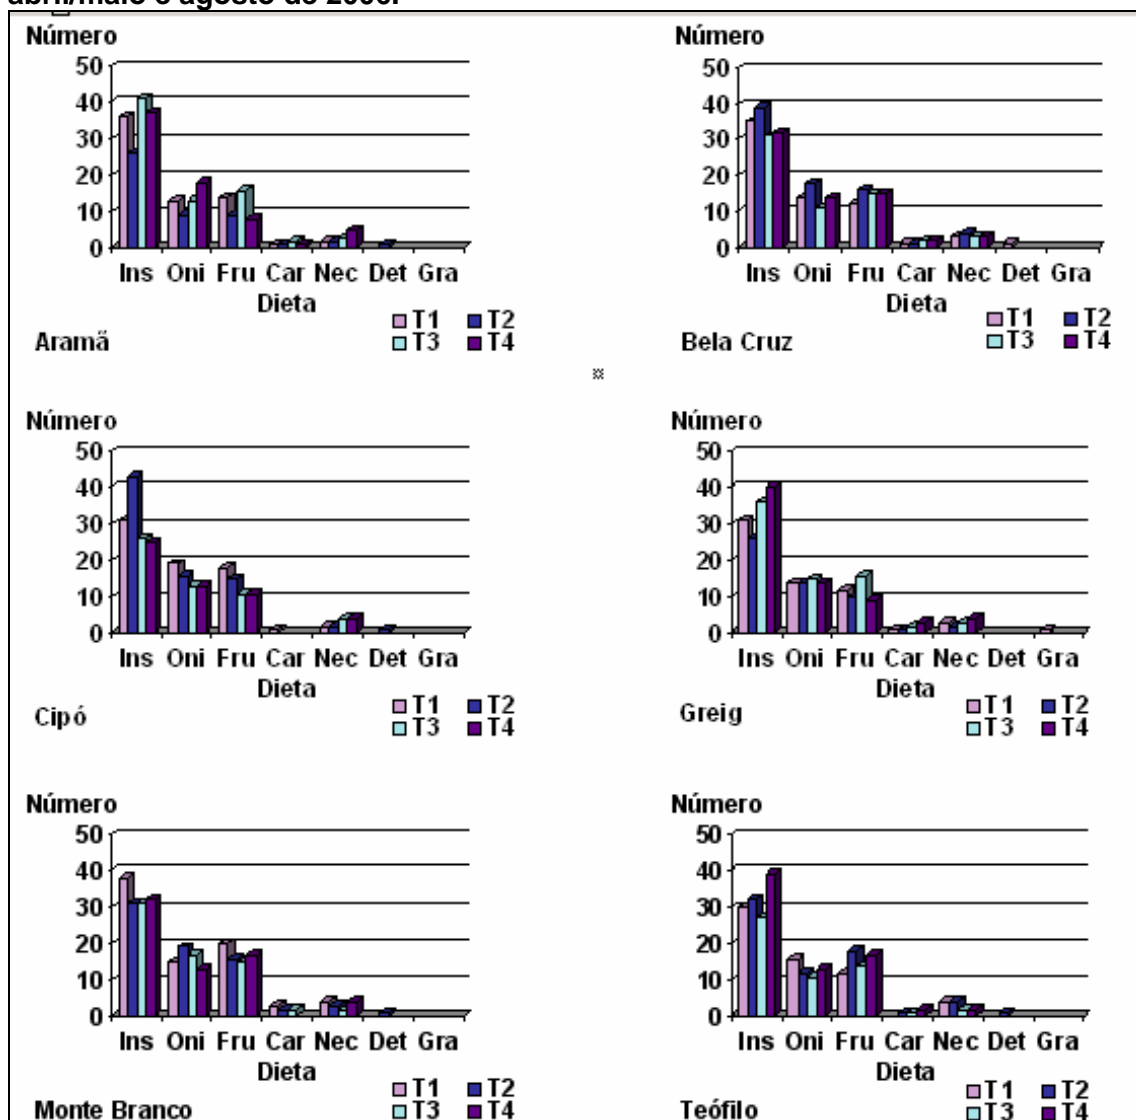 abril/maio e agosto de 2006.
Número
50
40
30
20
10
0
Ins Oni Fru Car Nec Det Gra
Dieta
T1 T2
T3 T4
Aramã
Número
50
40
30
20
10
0
Ins Oni Fru Car Nec Det Gra
Dieta
T1 T2
T3 T4
Bela Cruz
Número
50
40
30
20
10
0
Ins Oni Fru Car Nec Det Gra
Dieta
T1 T2
T3 T4
Cipó
Número
50
40
30
20
10
0
Ins Oni Fru Car Nec Det Gra
Dieta
T1 T2
T3 T4
Greig
Número
50
40
30
20
10
0
Ins Oni Fru Car Nec Det Gra
Dieta
T1 T2
T3 T4
Monte Branco
Número
50
40
30
20
10
0
Ins Oni Fru Car Nec Det Gra
Dieta
T1 T2
T3 T4
Teófilo